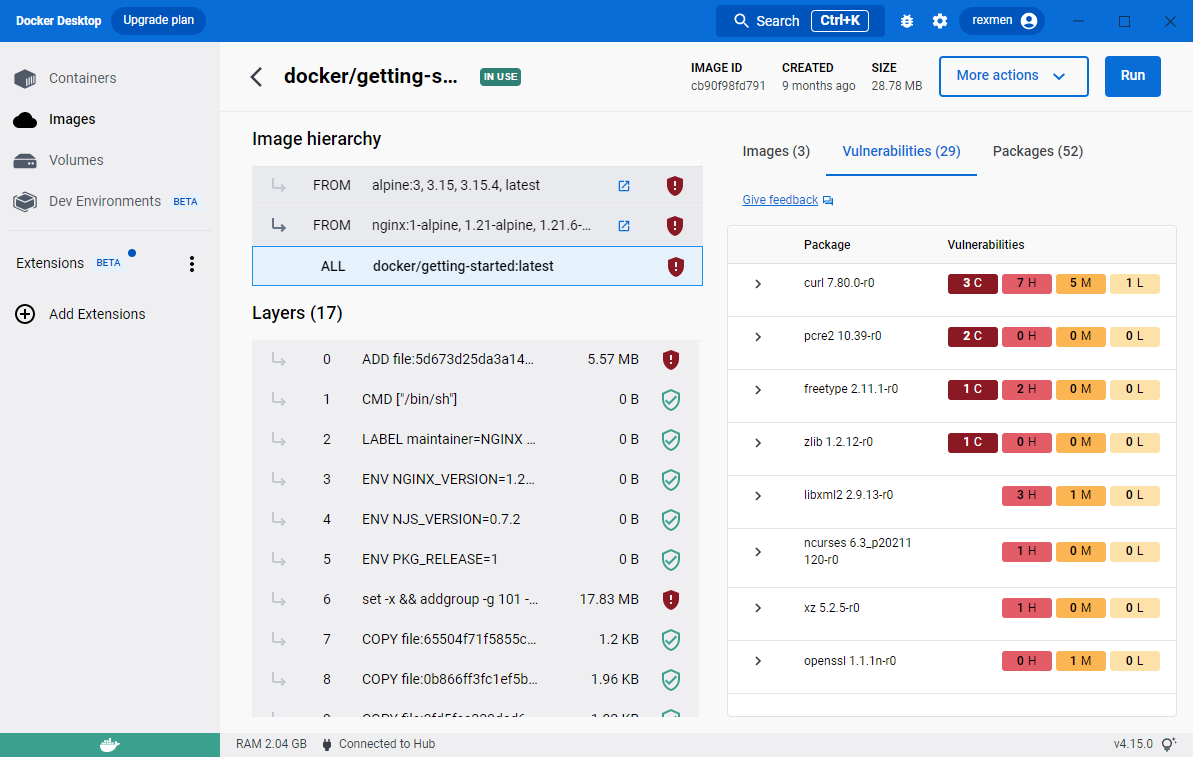 Docker Desktop Upgrade plan Search Ctrl+K rexmen
Containers
Images
Volumes
Dev Environments BETA
Extensions BETA
Add Extensions
docker/getting-s... IN USE
IMAGE ID CREATED SIZE
cb90f98fd791 9 months ago 28.78 MB
More actions
Run
Image hierarchy
FROM alpine:3, 3.15, 3.15.4, latest
FROM nginx:1-alpine, 1.21-alpine, 1.21.6-...
ALL docker/getting-started:latest
Layers (17)
0 ADD file:5d673d25da3a14... 5.57 MB
1 CMD ["/bin/sh"] 0 B
2 LABEL maintainer=NGINX ... 0 B
3 ENV NGINX_VERSION=1.2... 0 B
4 ENV NJS_VERSION=0.7.2 0 B
5 ENV PKG_RELEASE=1 0 B
6 set -x && addgroup -g 101 -... 17.83 MB
7 COPY file:65504f71f5855c... 1.2 KB
8 COPY file:0b866ff3fc1ef5b... 1.96 KB
Images (3) Vulnerabilities (29) Packages (52)
Give feedback
Package Vulnerabilities
curl 7.80.0-r0 3 C 7 H 5 M 1 L
pcre2 10.39-r0 2 C 0 H 0 M 0 L
freetype 2.11.1-r0 1 C 2 H 0 M 0 L
zlib 1.2.12-r0 1 C 0 H 0 M 0 L
libxml2 2.9.13-r0 3 H 1 M 0 L
ncurses 6.3_p20211
120-r0 1 H 0 M 0 L
xz 5.2.5-r0 1 H 0 M 0 L
openssl 1.1.1n-r0 0 H 1 M 0 L
RAM 2.04 GB Connected to Hub v4.15.0